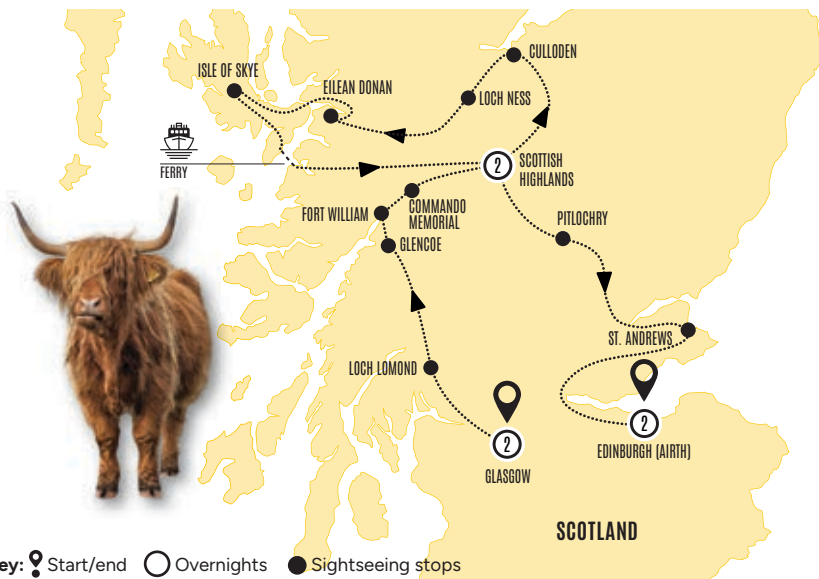 CULLODEN
ISLE OF SKYE
EILEAN DONAN
LOCH NESS
FERRY
2
SCOTTISH
HIGHLANDS
COMMANDO
MEMORIAL
FORT WILLIAM
GLENCOE
PITLOCHRY
ST. ANDREWS
LOCH LOMOND
2
GLASGOW
2
EDINBURGH (AIRTH)
SCOTLAND
ey: Start/end Overnights Sightseeing stops